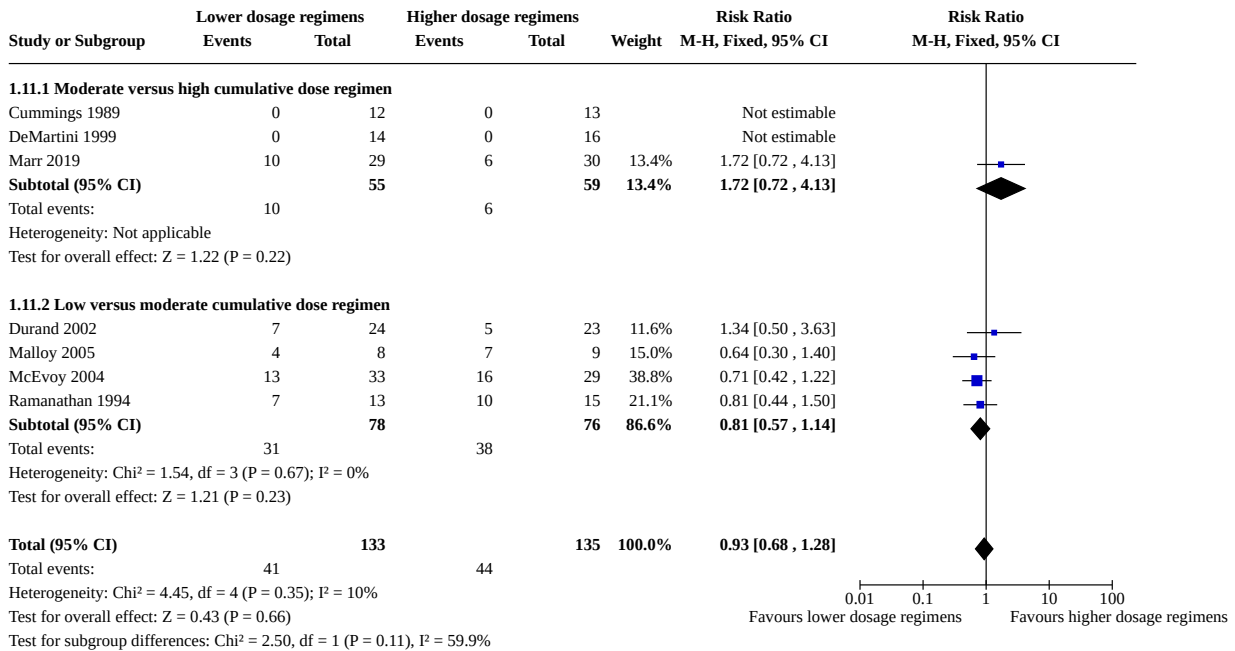 Lower dosage regimens Higher dosage regimens Risk Ratio Risk Ratio
Study or Subgroup Events Total Events Total Weight M-H, Fixed, 95% CI M-H, Fixed, 95% CI
1.11.1 Moderate versus high cumulative dose regimen
Cummings 1989 0 12 0 13 Not estimable
DeMartini 1999 0 14 0 16 Not estimable
Marr 2019 10 29 6 30 13.4% 1.72 [0.72 , 4.13]
Subtotal (95% CI) 55 59 13.4% 1.72 [0.72 , 4.13]
Total events: 10 6
Heterogeneity: Not applicable
Test for overall effect: Z = 1.22 (P = 0.22)
1.11.2 Low versus moderate cumulative dose regimen
Durand 2002 7 24 5 23 11.6% 1.34 [0.50 , 3.63]
Malloy 2005 4 8 7 9 15.0% 0.64 [0.30 , 1.40]
McEvoy 2004 13 33 16 29 38.8% 0.71 [0.42 , 1.22]
Ramanathan 1994 7 13 10 15 21.1% 0.81 [0.44 , 1.50]
Subtotal (95% CI) 78 76 86.6% 0.81 [0.57 , 1.14]
Total events: 31 38
Heterogeneity: Chi² = 1.54, df = 3 (P = 0.67); I² = 0%
Test for overall effect: Z = 1.21 (P = 0.23)
Total (95% CI) 133 135 100.0% 0.93 [0.68 , 1.28]
Total events: 41 44
Heterogeneity: Chi² = 4.45, df = 4 (P = 0.35); I² = 10%
0.01 0.1 1 10 100
Test for overall effect: Z = 0.43 (P = 0.66)
Favours lower dosage regimens Favours higher dosage regimens
Test for subgroup differences: Chi² = 2.50, df = 1 (P = 0.11), I² = 59.9%